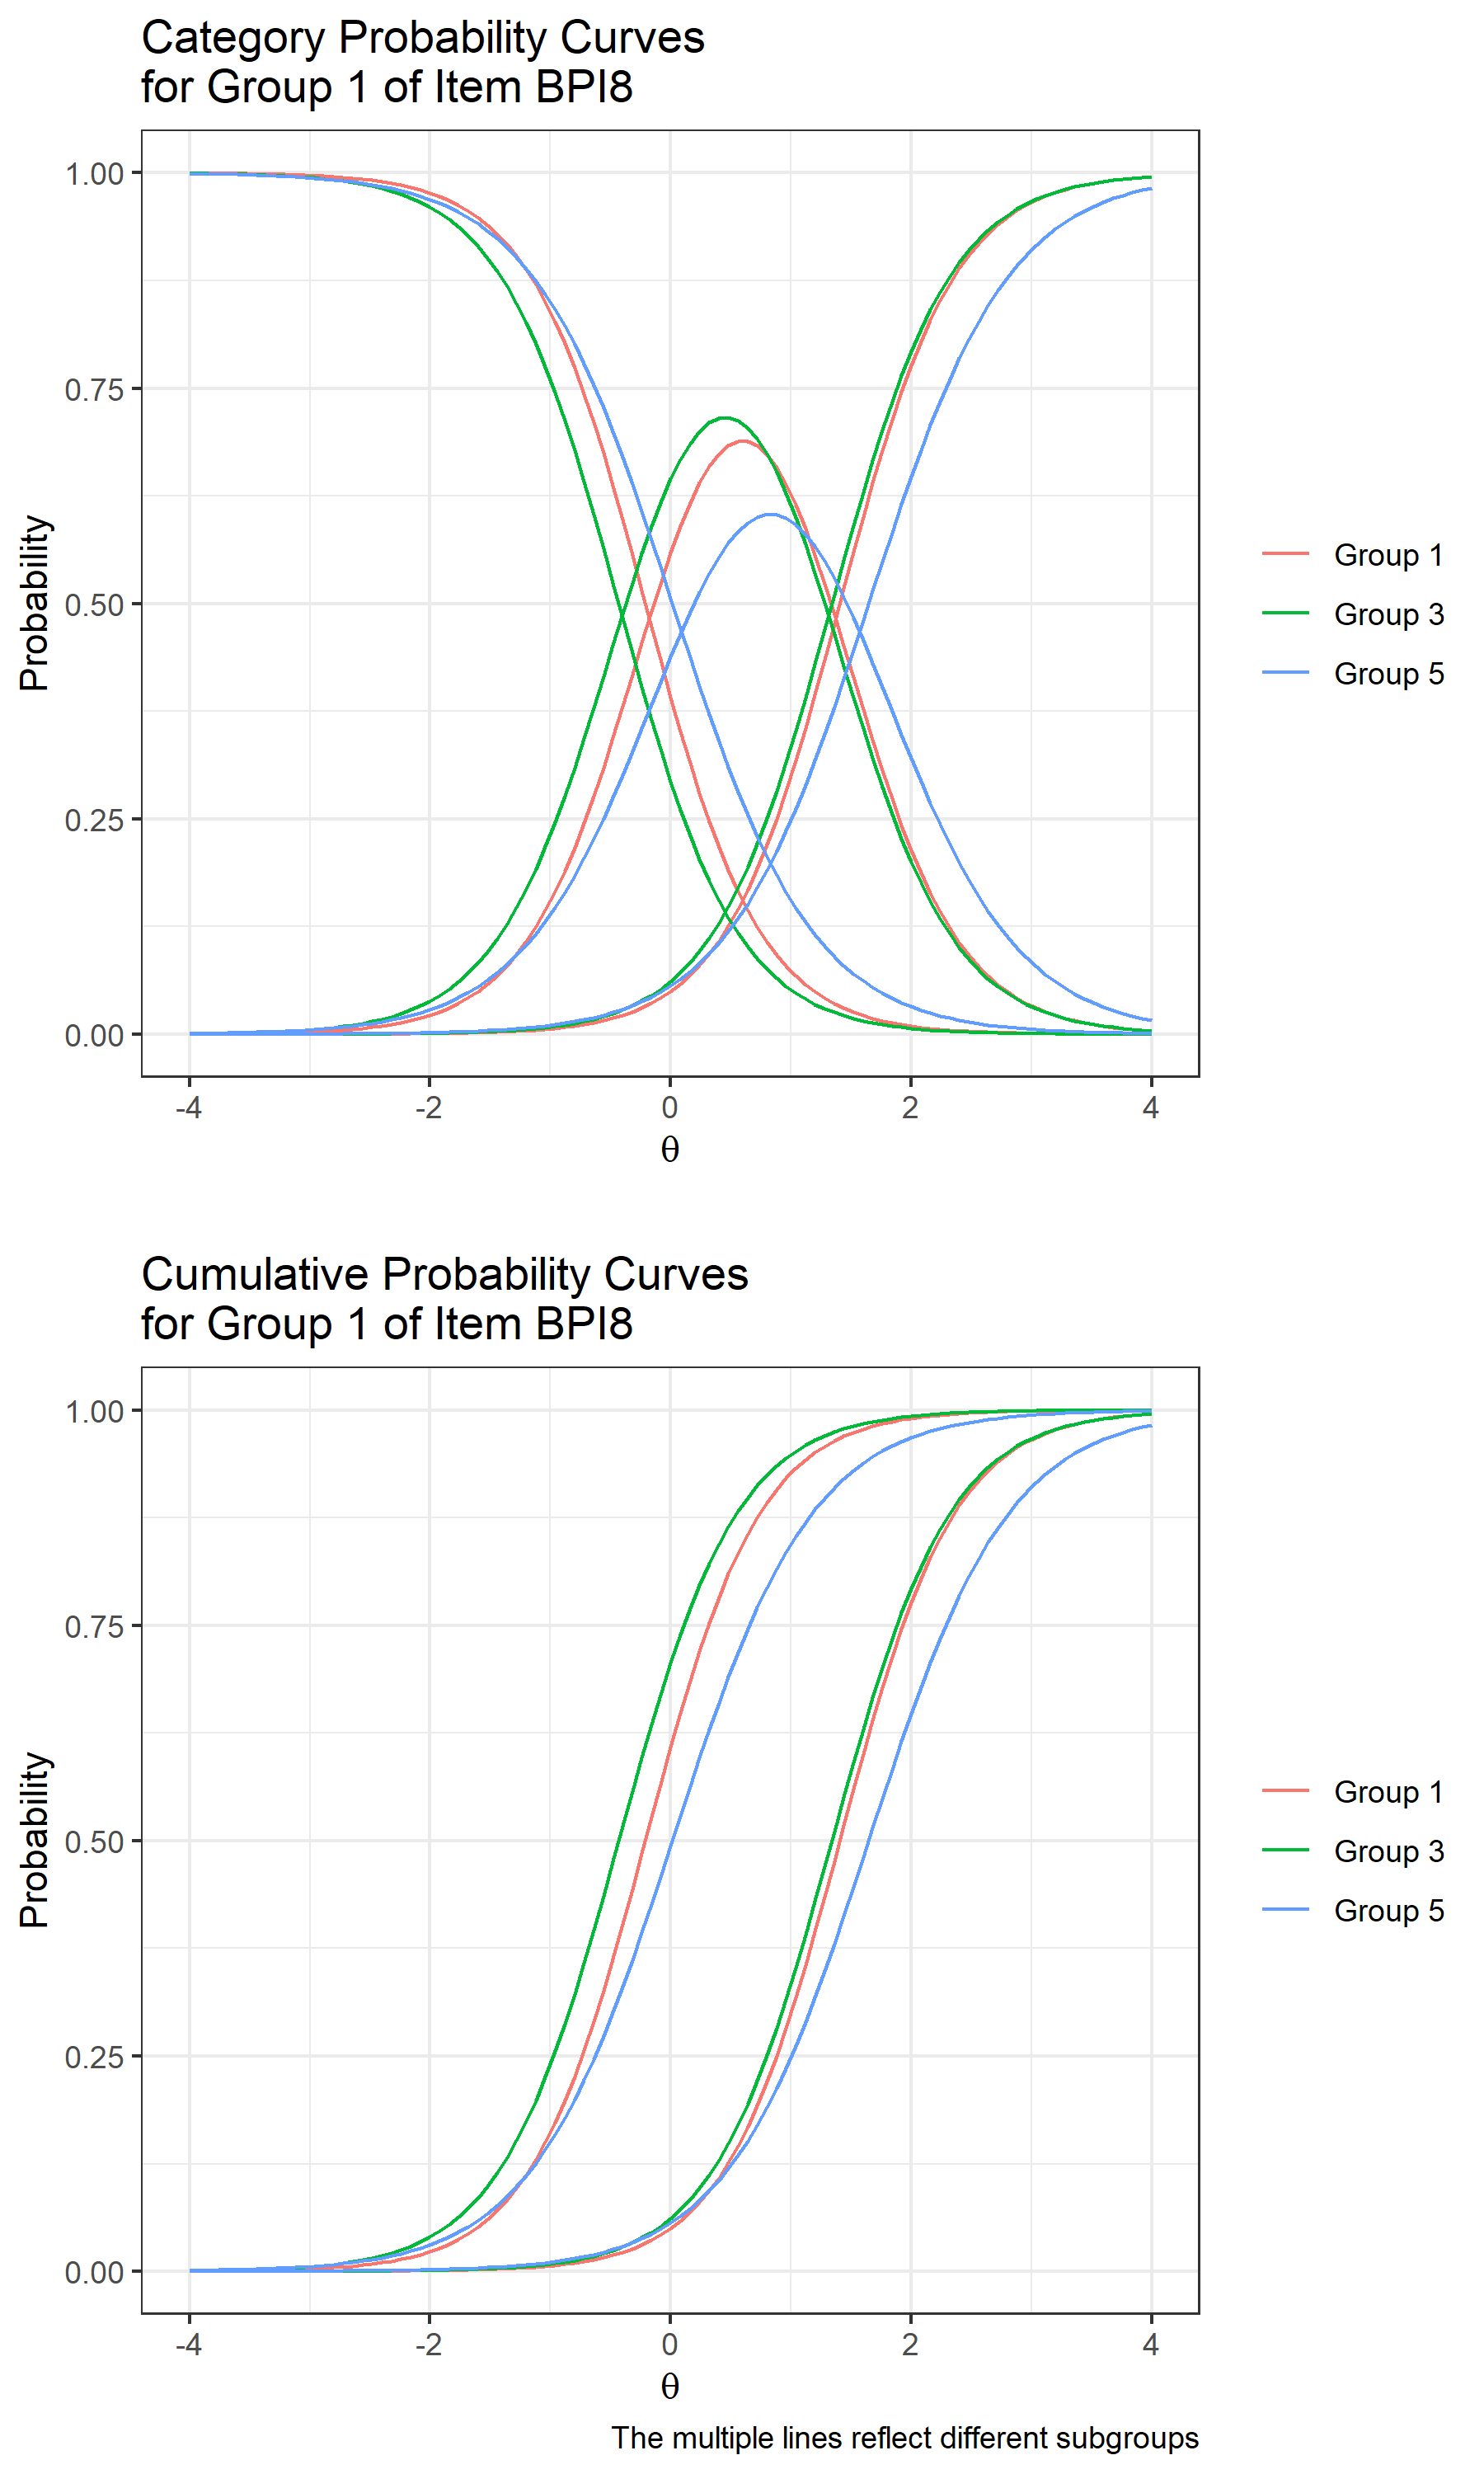 Category Probability Curves
for Group 1 of Item BPI8
1.00
0.75
0.50
0.25
0.00
Probability
-4 -2 0 2 4
θ
Group 1
Group 3
Group 5
Cumulative Probability Curves
for Group 1 of Item BPI8
1.00
0.75
0.50
0.25
0.00
Probability
-4 -2 0 2 4
θ
Group 1
Group 3
Group 5
The multiple lines reflect different subgroups